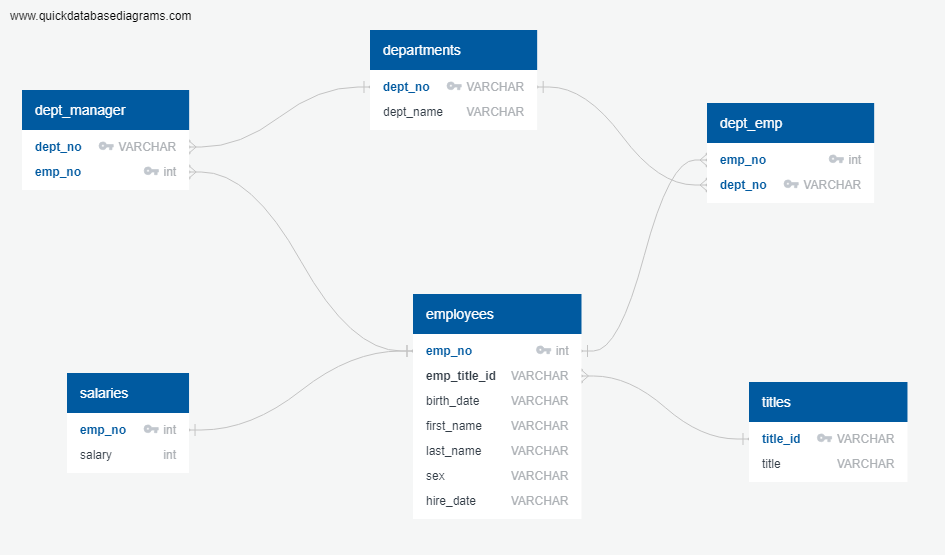 www.quickdatabasediagrams.com
departments
dept_no VARCHAR
dept_name VARCHAR
dept_manager
dept_no VARCHAR
emp_no int
dept_emp
emp_no int
dept_no VARCHAR
employees
emp_no int
emp_title_id VARCHAR
birth_date VARCHAR
first_name VARCHAR
last_name VARCHAR
sex VARCHAR
hire_date VARCHAR
salaries
emp_no int
salary int
titles
title_id VARCHAR
title VARCHAR